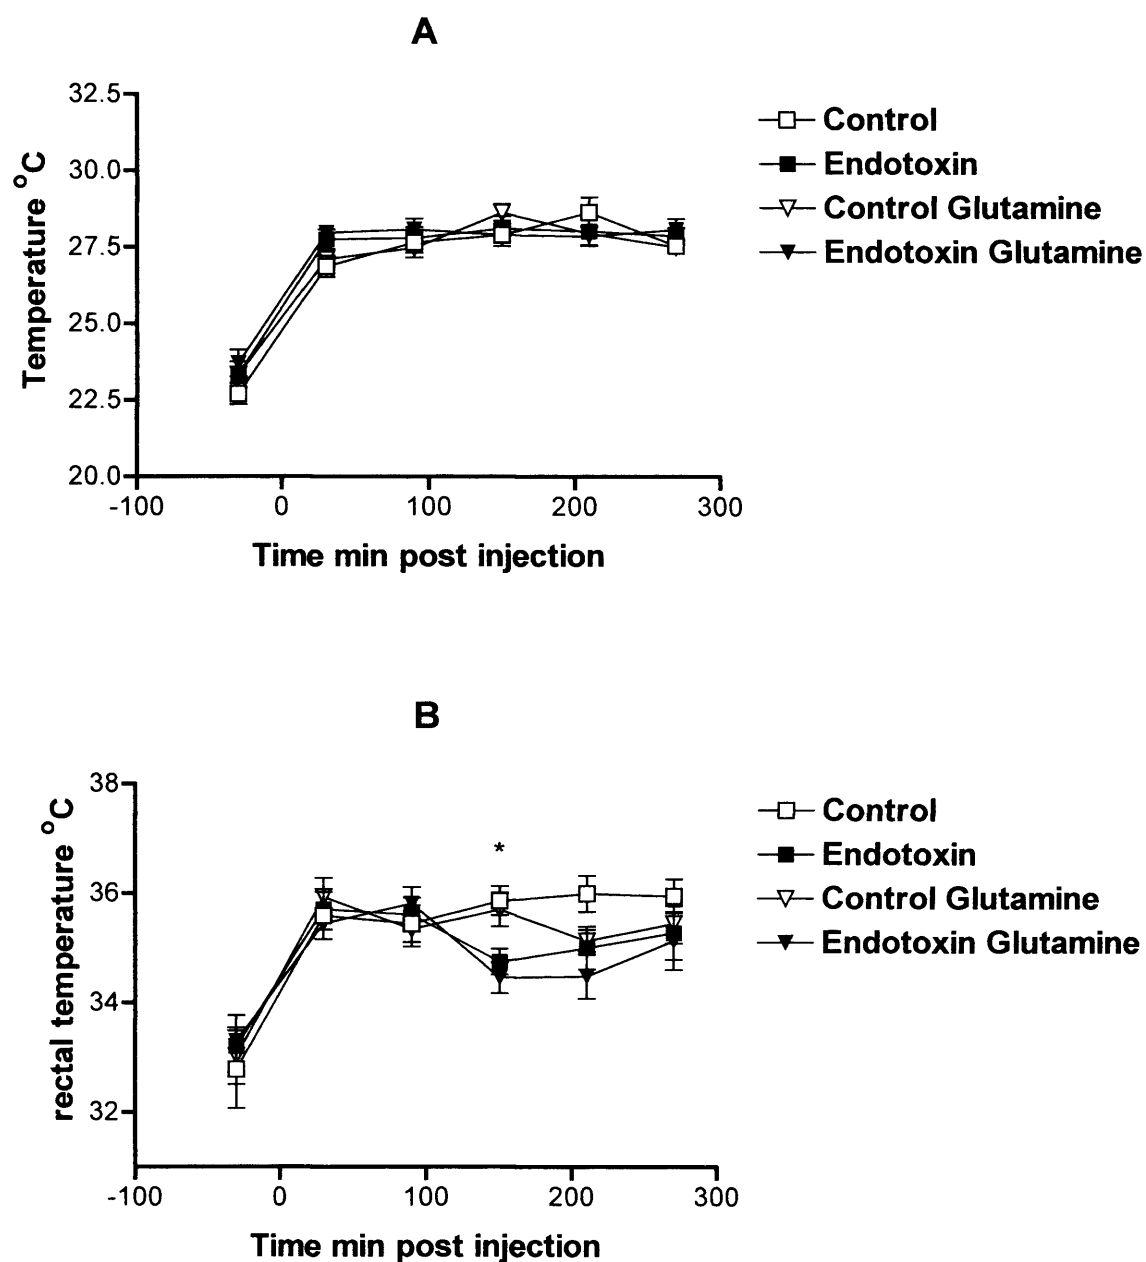 A
32.5
30.0
27.5
25.0
22.5
20.0
Temperature °C
-100 0 100 200 300
Time min post injection
Control
Endotoxin
Control Glutamine
Endotoxin Glutamine
B
38
36
34
32
rectal temperature °C
*
-100 0 100 200 300
Time min post injection
Control
Endotoxin
Control Glutamine
Endotoxin Glutamine